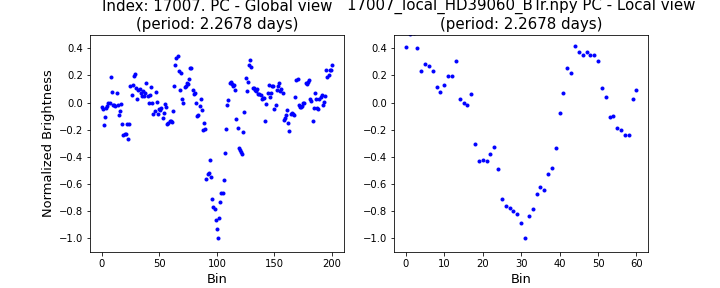 Index: 17007. PC - Global view
(period: 2.2678 days)
17007_local_HD39060_BTr.npy PC - Local view
(period: 2.2678 days)
Normalized Brightness
0.4
0.2
0.0
−0.2
−0.4
−0.6
−0.8
−1.0
0 50 100 150 200
Bin
0.4
0.2
0.0
−0.2
−0.4
−0.6
−0.8
−1.0
0 10 20 30 40 50 60
Bin